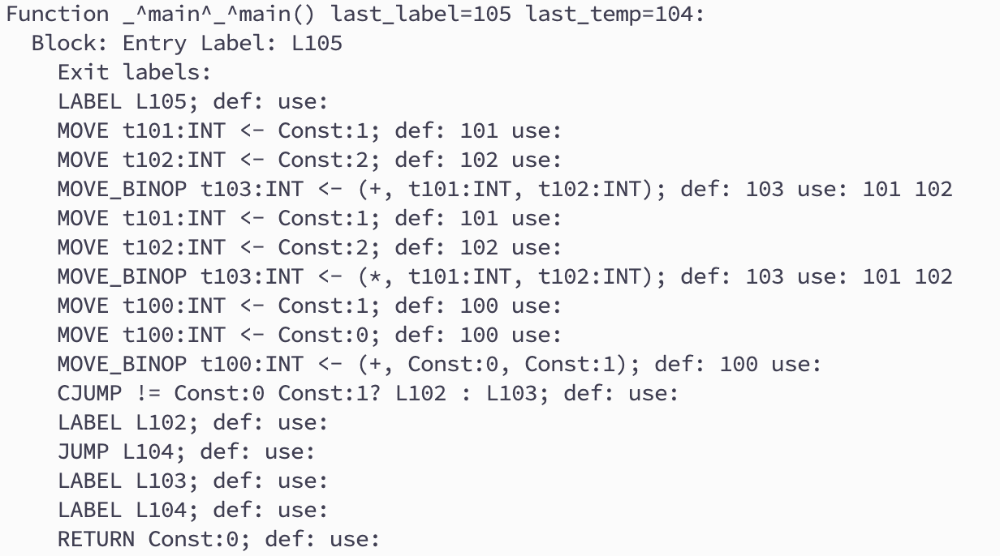 Function _^main^_^main() last_label=105 last_temp=104:
Block: Entry Label: L105
Exit labels:
LABEL L105; def: use:
MOVE t101:INT <- Const:1; def: 101 use:
MOVE t102:INT <- Const:2; def: 102 use:
MOVE_BINOP t103:INT <- (+, t101:INT, t102:INT); def: 103 use: 101 102
MOVE t101:INT <- Const:1; def: 101 use:
MOVE t102:INT <- Const:2; def: 102 use:
MOVE_BINOP t103:INT <- (*, t101:INT, t102:INT); def: 103 use: 101 102
MOVE t100:INT <- Const:1; def: 100 use:
MOVE t100:INT <- Const:0; def: 100 use:
MOVE_BINOP t100:INT <- (+, Const:0, Const:1); def: 100 use:
CJUMP != Const:0 Const:1? L102 : L103; def: use:
LABEL L102; def: use:
JUMP L104; def: use:
LABEL L103; def: use:
LABEL L104; def: use:
RETURN Const:0; def: use: